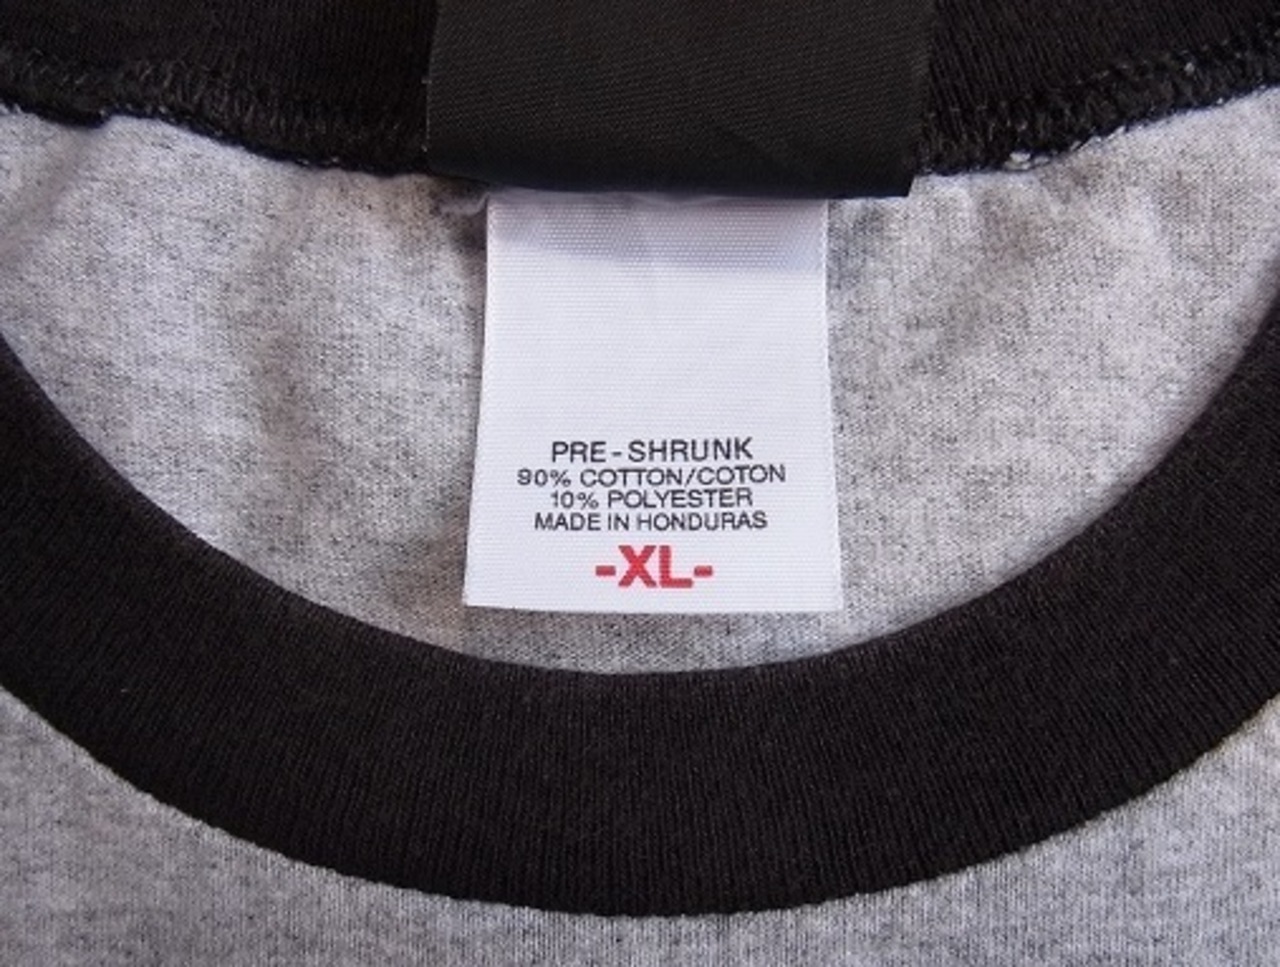 PRE-SHRUNK
90% COTTON/COTON
10% POLYESTER
MADE IN HONDURAS
-XL-